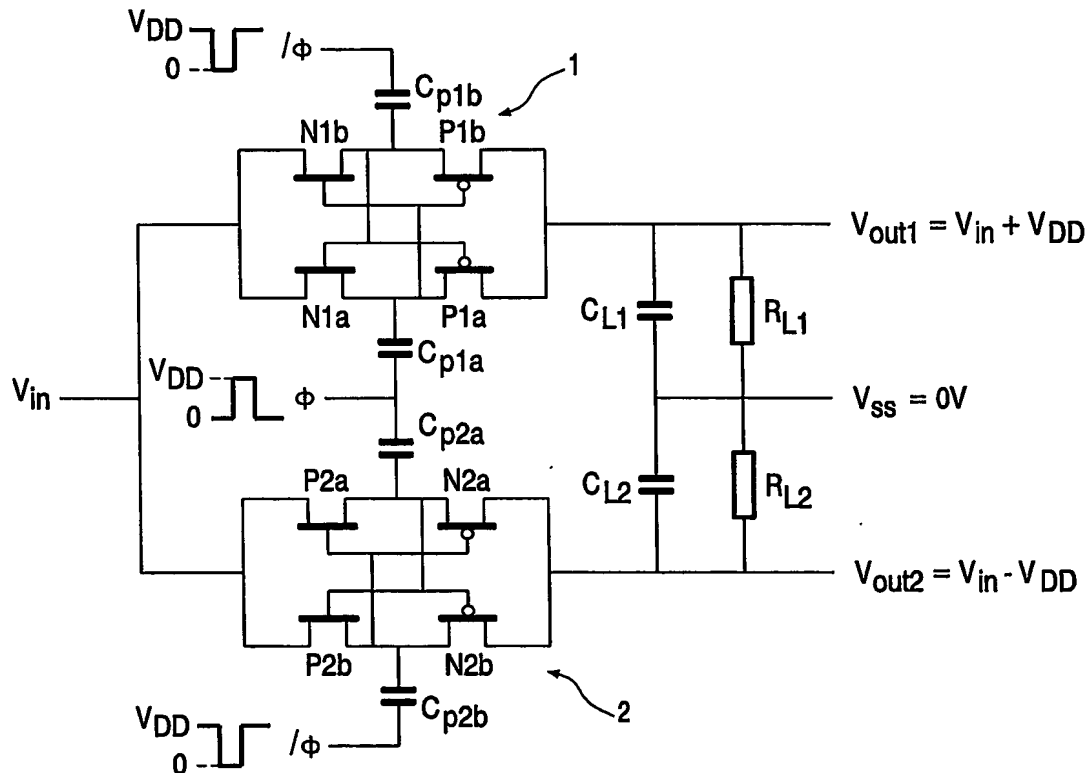 VDD
0
/ϕ
Cp1b
1
N1b
P1b
Vout1 = Vin + VDD
N1a
P1a
CL1
RL1
Cp1a
VDD
0
ϕ
Vin
Vss = 0V
Cp2a
P2a
N2a
CL2
RL2
Vout2 = Vin - VDD
P2b
N2b
Cp2b
2
VDD
0
/ϕ